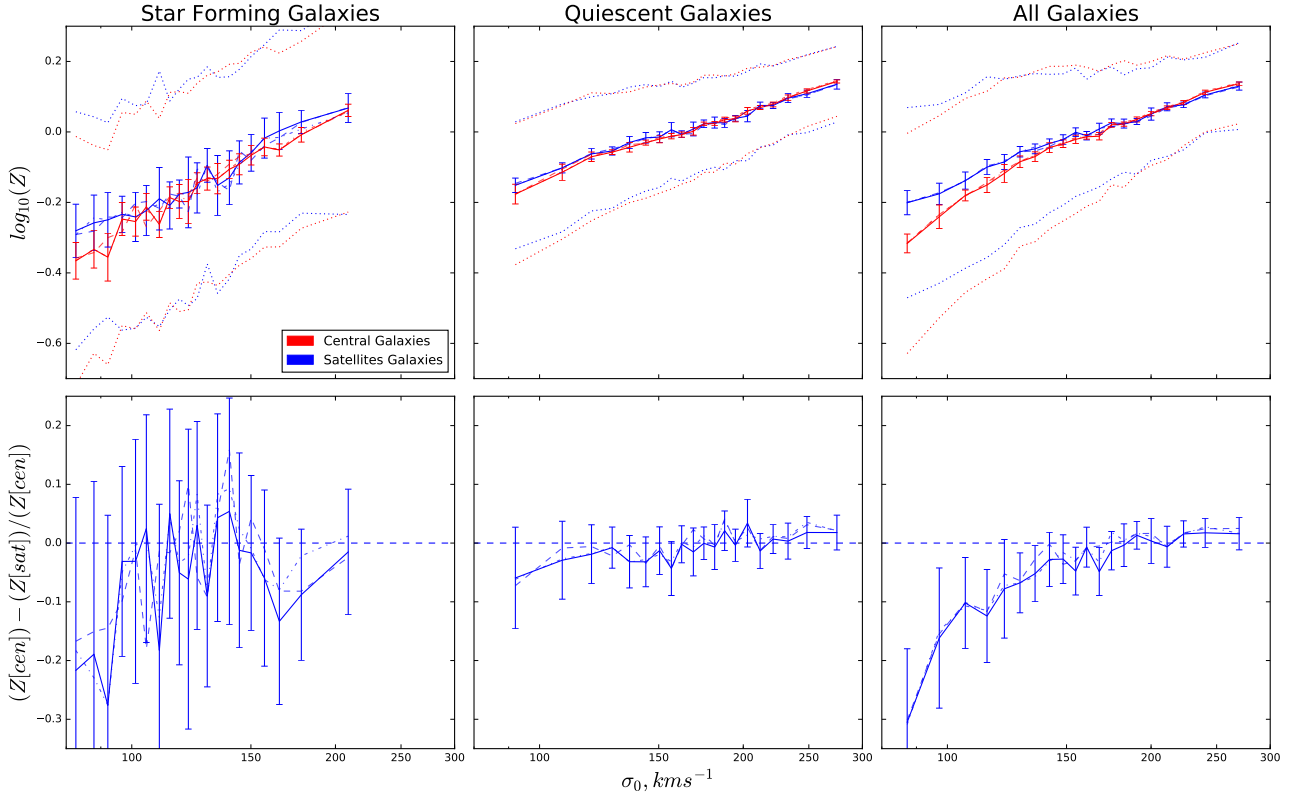 Star Forming Galaxies
Quiescent Galaxies
All Galaxies
log₁₀(Z)
0.2
0.0
−0.2
−0.4
−0.6
Central Galaxies
Satellites Galaxies
(Z[cen]) − (Z[sat])/(Z[cen])
0.2
0.1
0.0
−0.1
−0.2
−0.3
100 150 200 250 300
100 150 200 250 300
100 150 200 250 300
σ₀, kms⁻¹